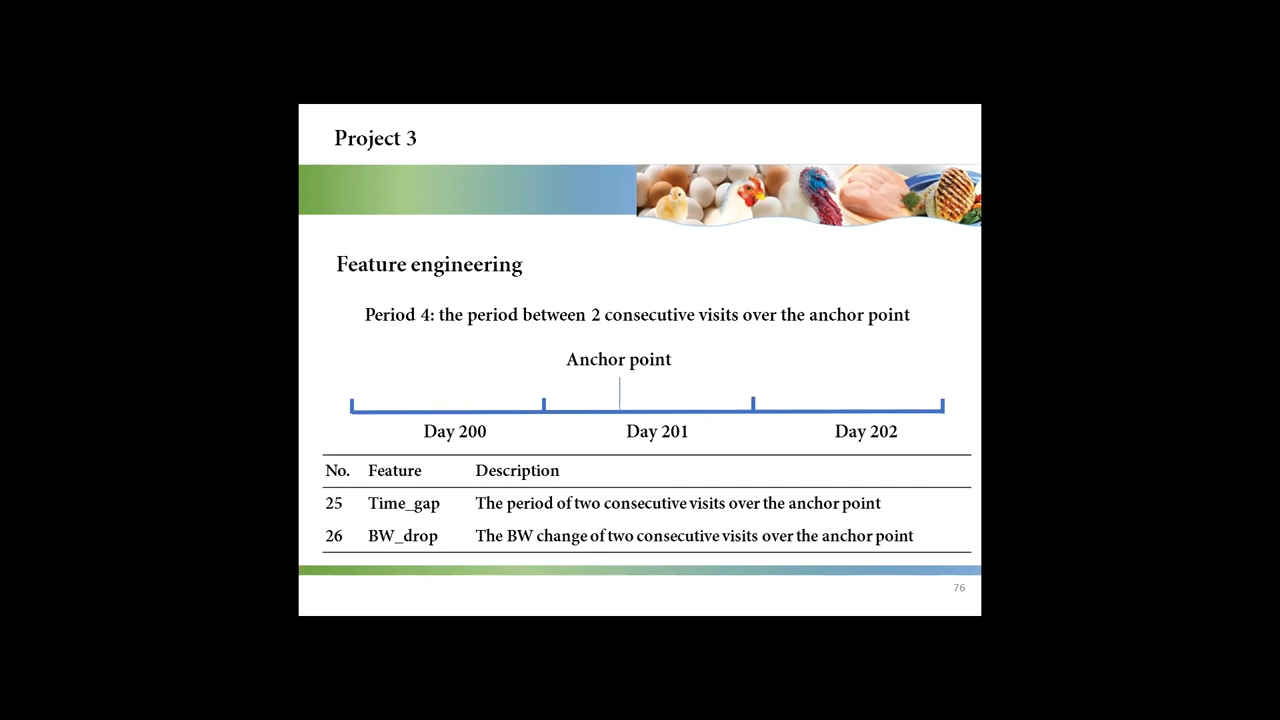 Project 3
Feature engineering
Period 4: the period between 2 consecutive visits over the anchor point
Anchor point
Day 200 Day 201 Day 202
No. Feature Description
25 Time_gap The period of two consecutive visits over the anchor point
26 BW_drop The BW change of two consecutive visits over the anchor point
76